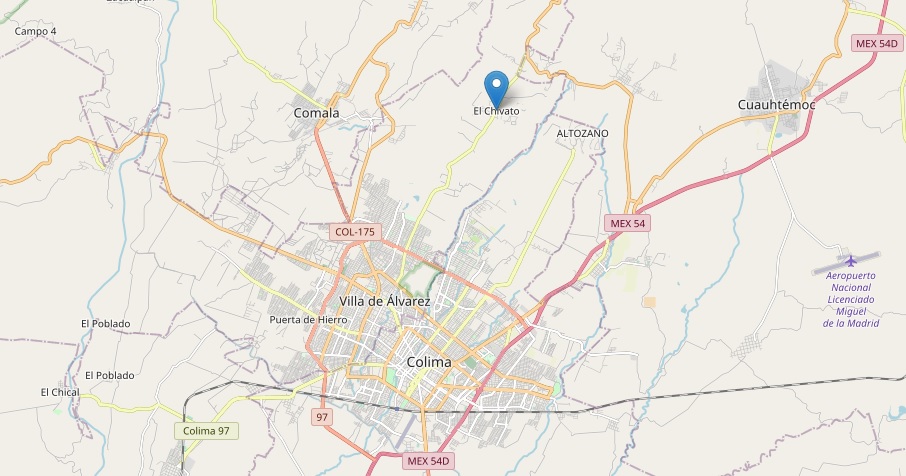 Campo 4
MEX 54D
Comala
El Chivato
Cuauhtémoc
ALTOZANO
MEX 54
COL-175
Aeropuerto
Nacional
Licenciado
Miguel
de la Madrid
Villa de Álvarez
Puerta de Hierro
El Poblado
Colima
El Poblado
El Chical
97
Colima 97
MEX 54D